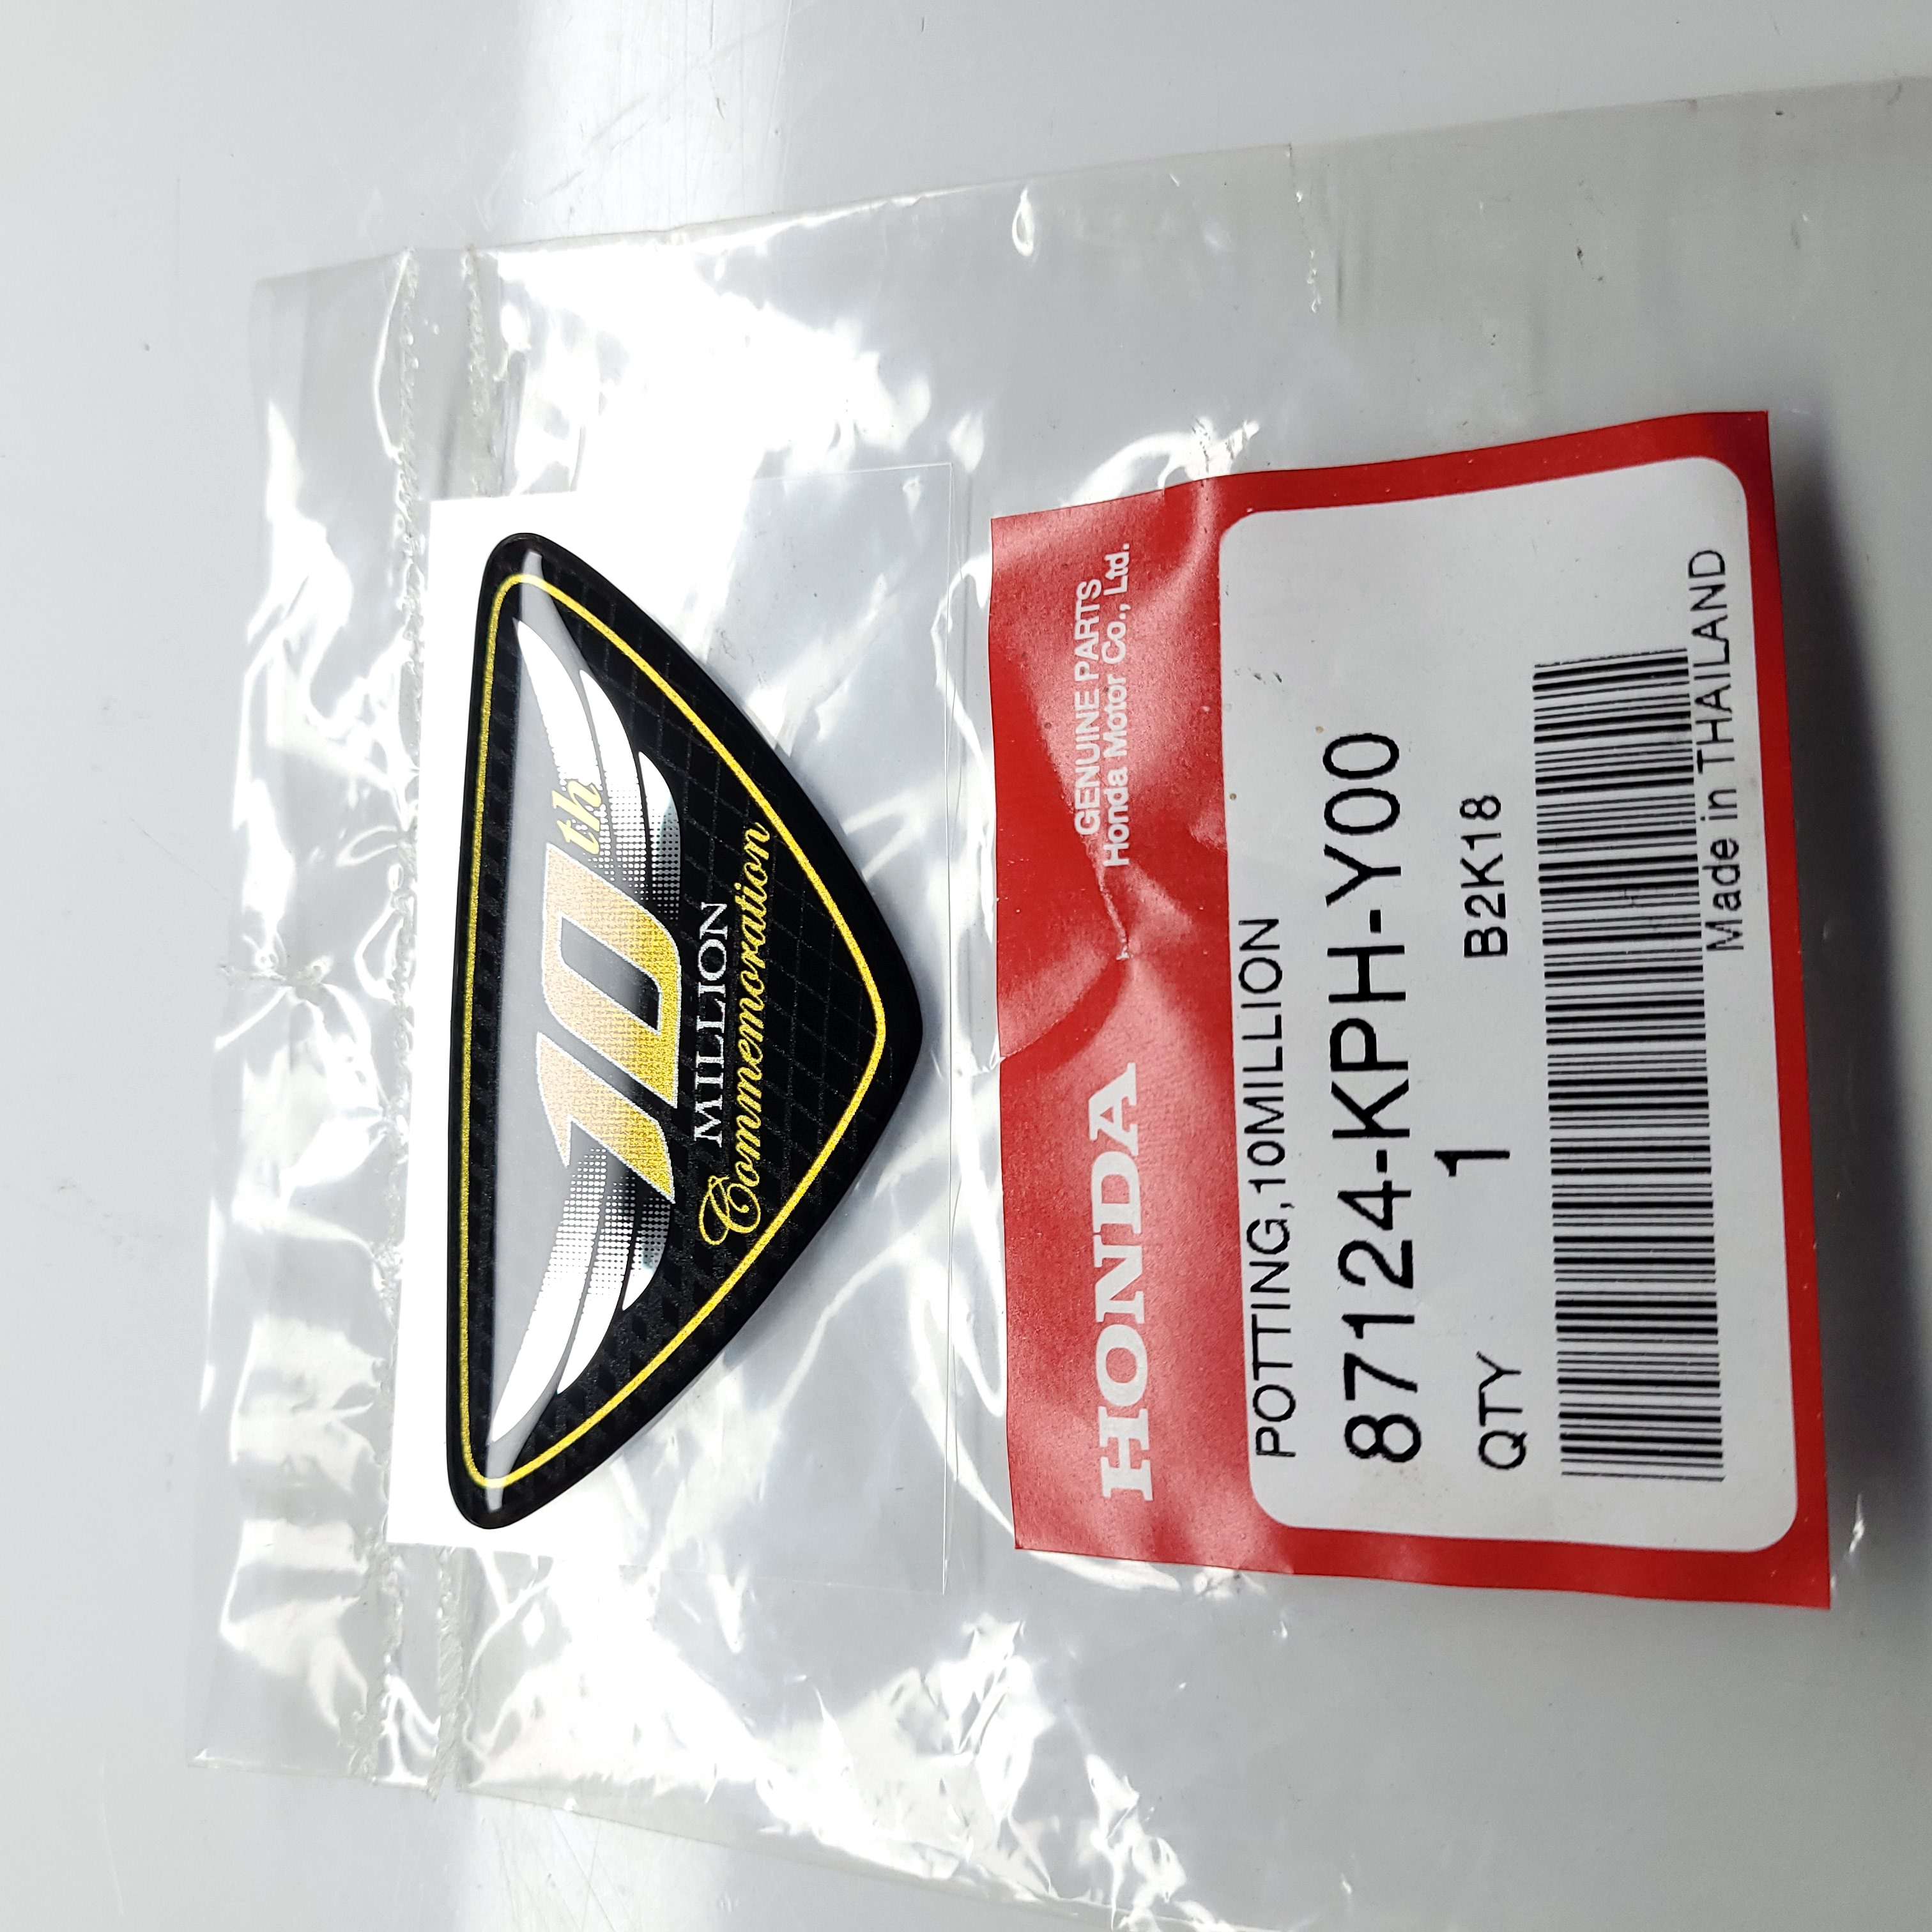 10th
MILLION
Commemoration
HONDA
GENUINE PARTS
Honda Motor Co., Ltd.
POTTING,10MILLION
87124-KPH-Y00
QTY 1 B2K18
Made in THAILAND